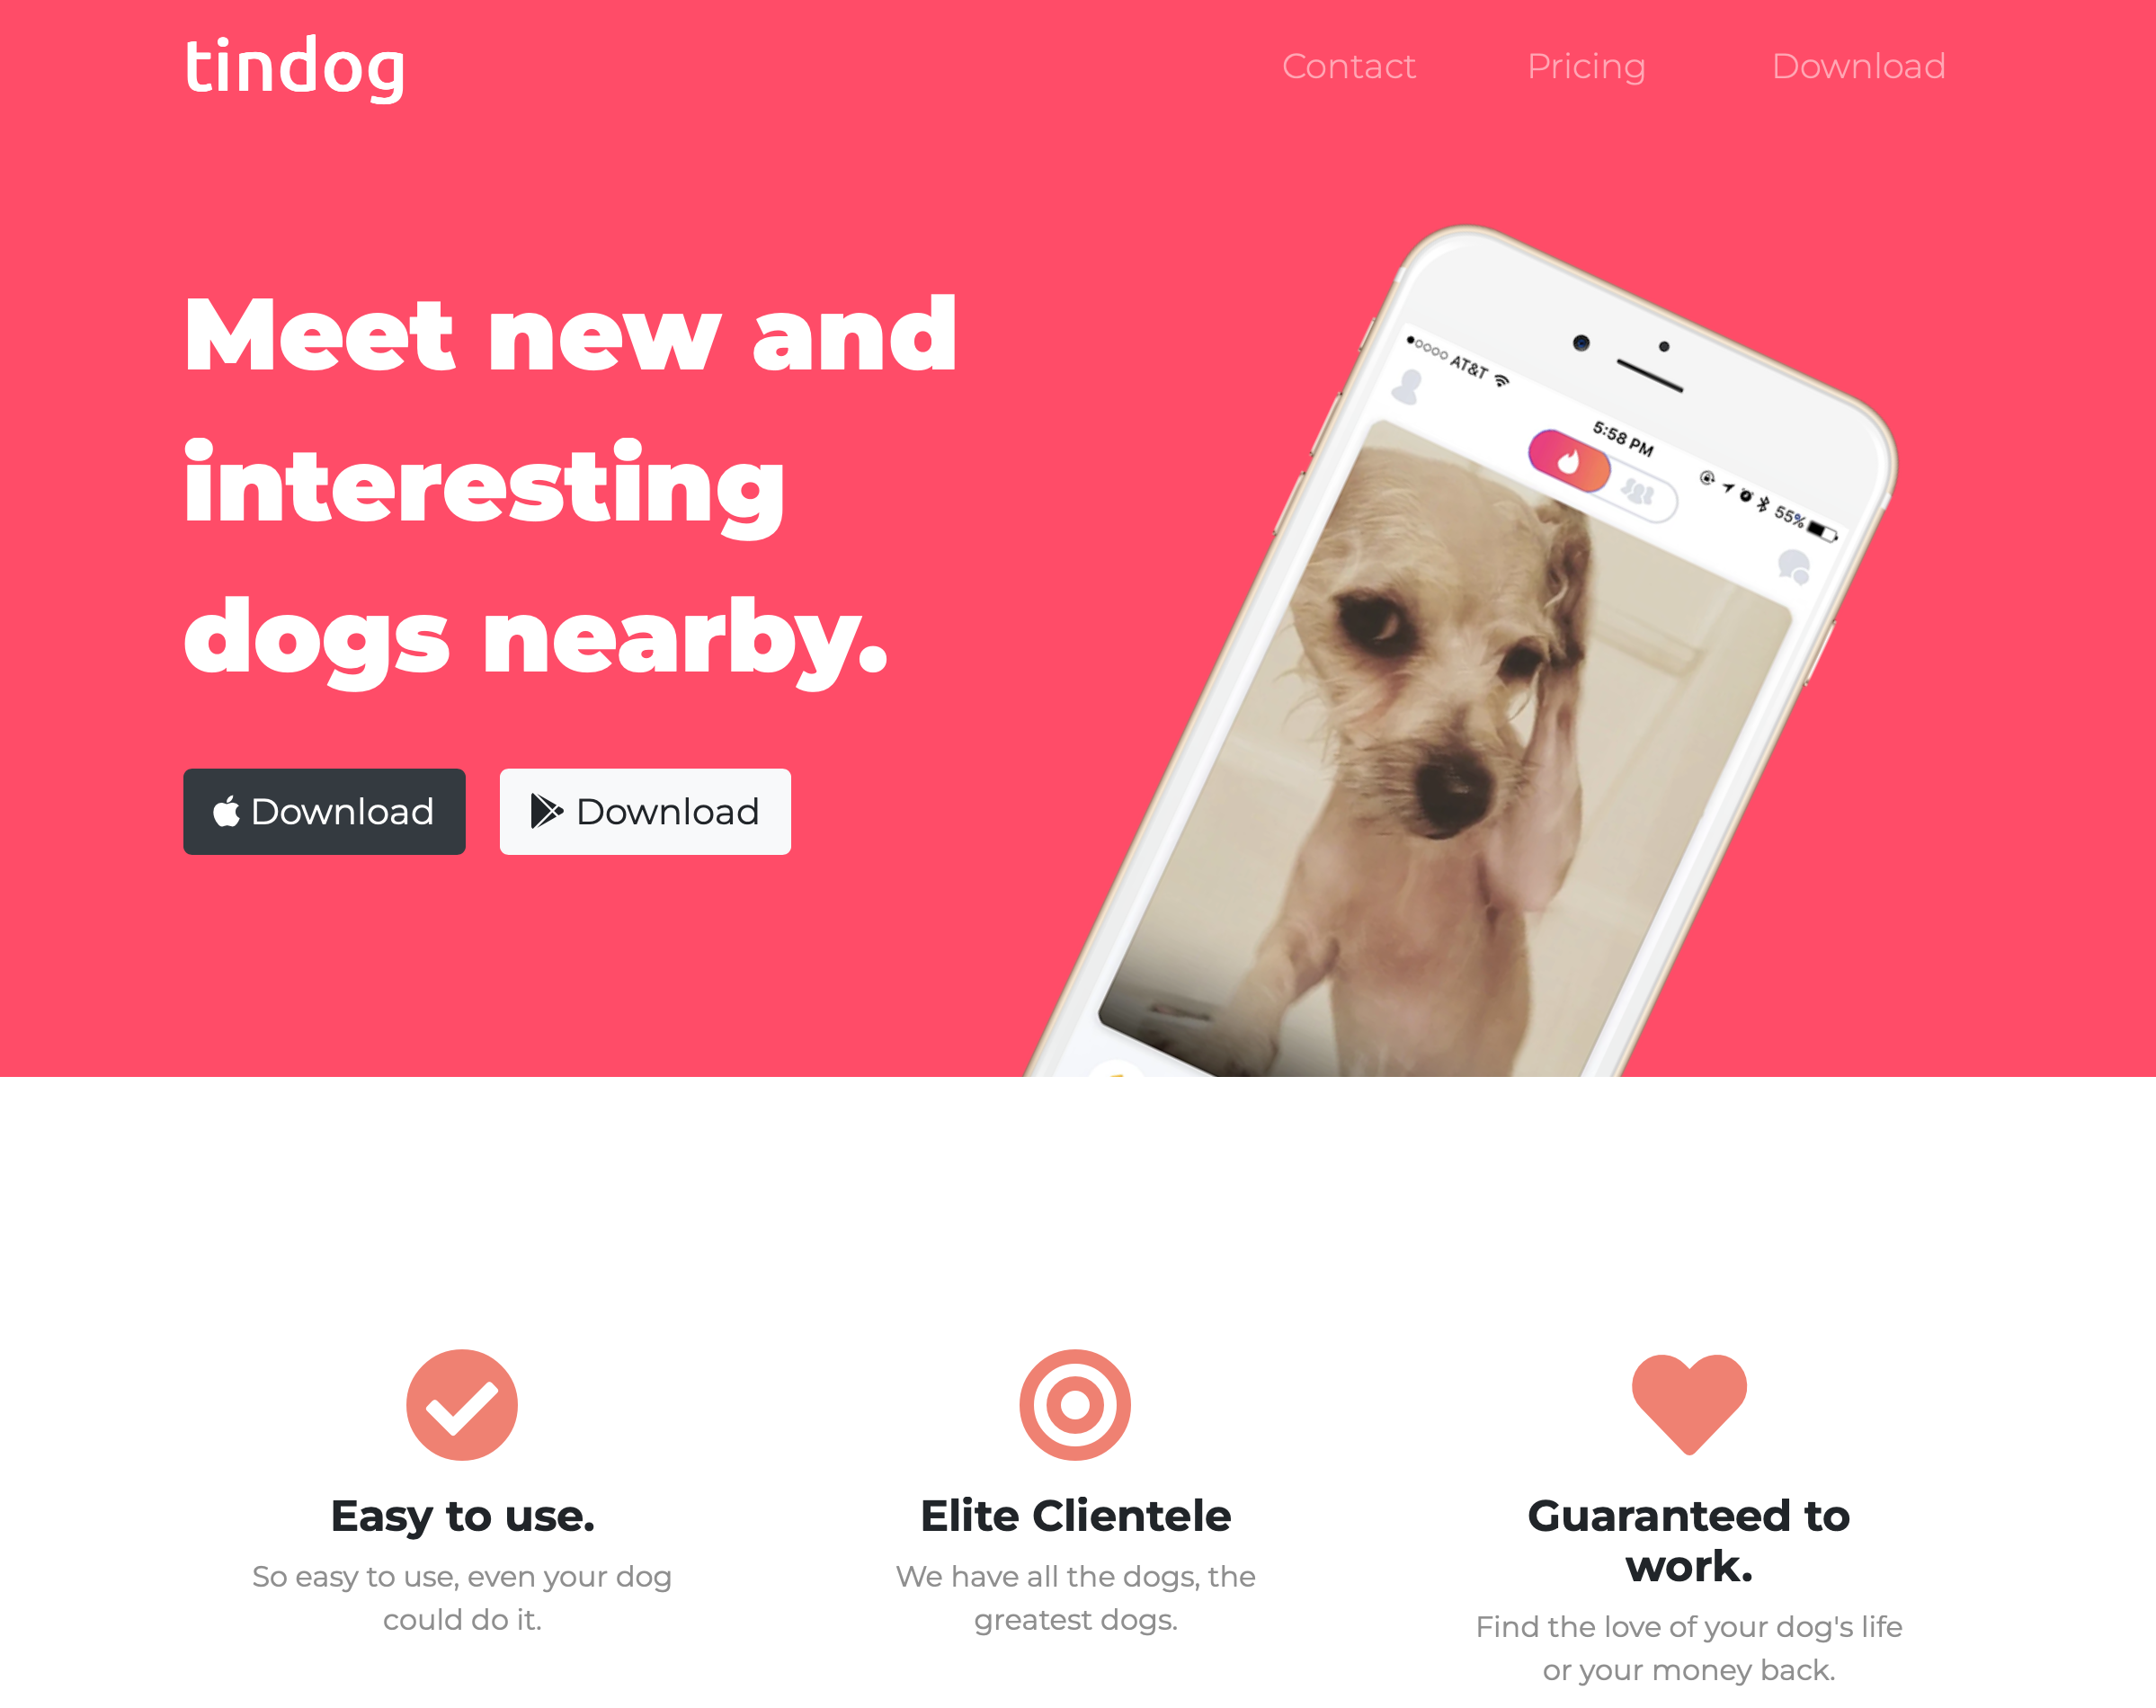 tindog
Contact
Pricing
Download
Meet new and
interesting
dogs nearby.
Download
Download
AT&T
5:58 PM
55%
Easy to use.
So easy to use, even your dog
could do it.
Elite Clientele
We have all the dogs, the
greatest dogs.
Guaranteed to
work.
Find the love of your dog's life
or your money back.